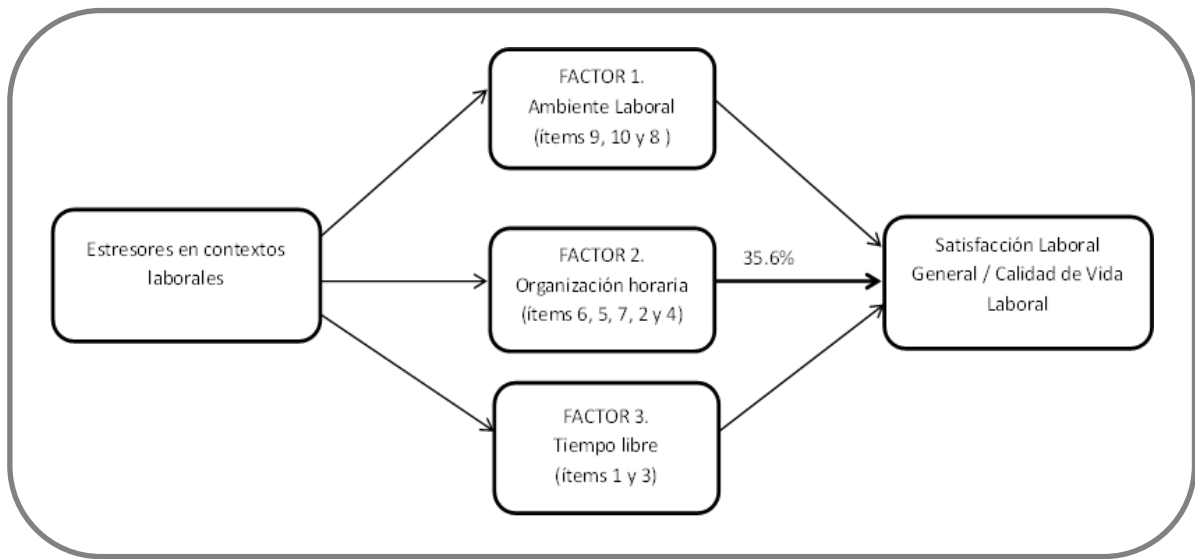 FACTOR 1.
Ambiente Laboral
(ítems 9, 10 y 8 )
Estresores en contextos
laborales
FACTOR 2.
Organización horaria
(ítems 6, 5, 7, 2 y 4)
35.6%
Satisfacción Laboral
General / Calidad de Vida
Laboral
FACTOR 3.
Tiempo libre
(ítems 1 y 3)